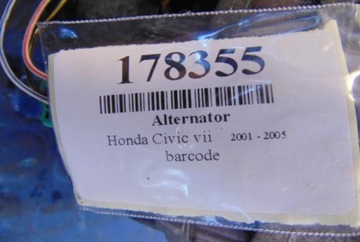 178355
Alternator
Honda Civic vii 2001 - 2005
barcode